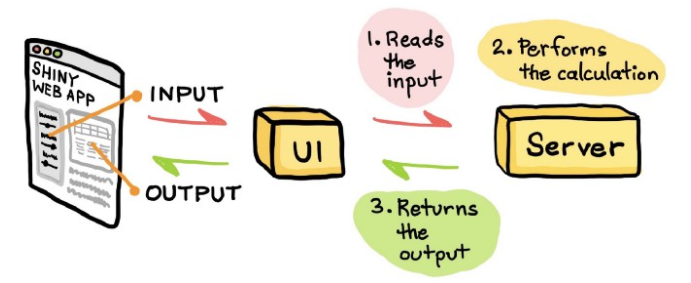 SHINY
WEB APP
INPUT
OUTPUT
UI
1. Reads
the
input
2. Performs
the calculation
Server
3. Returns
the
output